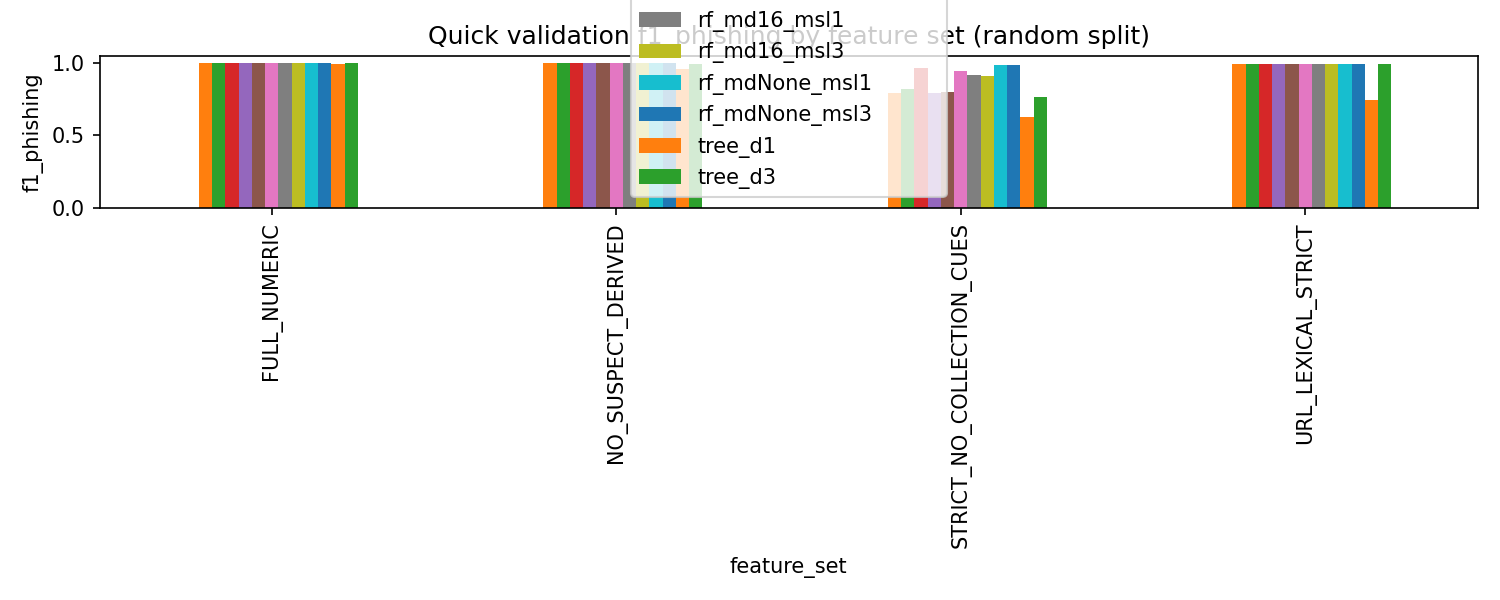 Quick validation f1_phishing by feature set (random split)
rf_md16_msl1
rf_md16_msl3
rf_mdNone_msl1
rf_mdNone_msl3
tree_d1
tree_d3
f1_phishing
1.0
0.5
0.0
FULL_NUMERIC
NO_SUSPECT_DERIVED
STRICT_NO_COLLECTION_CUES
URL_LEXICAL_STRICT
feature_set